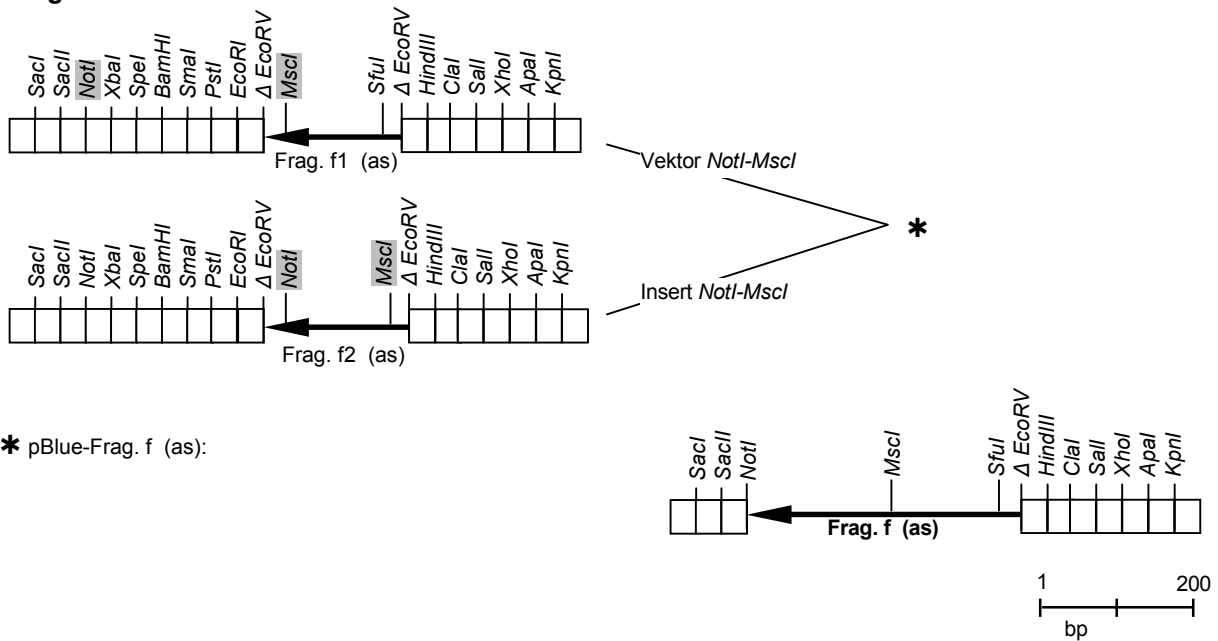 SacI SacII NotI XbaI SpeI BamHI SmaI PstI EcoRI Δ EcoRV MscI SfuI Δ EcoRV HindIII ClaI SalI XhoI ApaI KpnI
Frag. f1 (as)
Vektor NotI-MscI
SacI SacII NotI XbaI SpeI BamHI SmaI PstI EcoRI Δ EcoRV NotI MscI Δ EcoRV HindIII ClaI SalI XhoI ApaI KpnI
*
Insert NotI-MscI
Frag. f2 (as)
* pBlue-Frag. f (as):
SacI SacII NotI MscI SfuI Δ EcoRV HindIII ClaI SalI XhoI ApaI KpnI
Frag. f (as)
1 200
bp